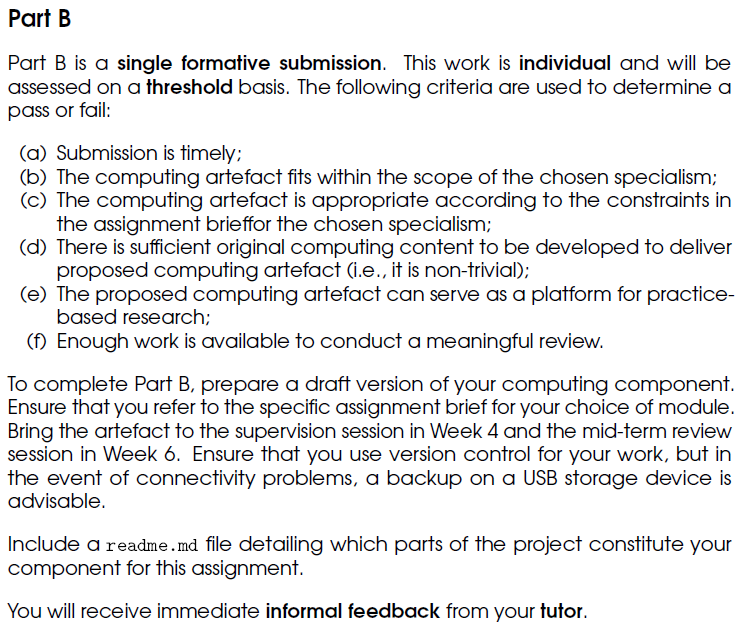 Part B
Part B is a single formative submission. This work is individual and will be
assessed on a threshold basis. The following criteria are used to determine a
pass or fail:
(a) Submission is timely;
(b) The computing artefact fits within the scope of the chosen specialism;
(c) The computing artefact is appropriate according to the constraints in
the assignment brieffor the chosen specialism;
(d) There is sufficient original computing content to be developed to deliver
proposed computing artefact (i.e., it is non-trivial);
(e) The proposed computing artefact can serve as a platform for practice-
based research;
(f) Enough work is available to conduct a meaningful review.
To complete Part B, prepare a draft version of your computing component.
Ensure that you refer to the specific assignment brief for your choice of module.
Bring the artefact to the supervision session in Week 4 and the mid-term review
session in Week 6. Ensure that you use version control for your work, but in
the event of connectivity problems, a backup on a USB storage device is
advisable.
Include a readme.md file detailing which parts of the project constitute your
component for this assignment.
You will receive immediate informal feedback from your tutor.